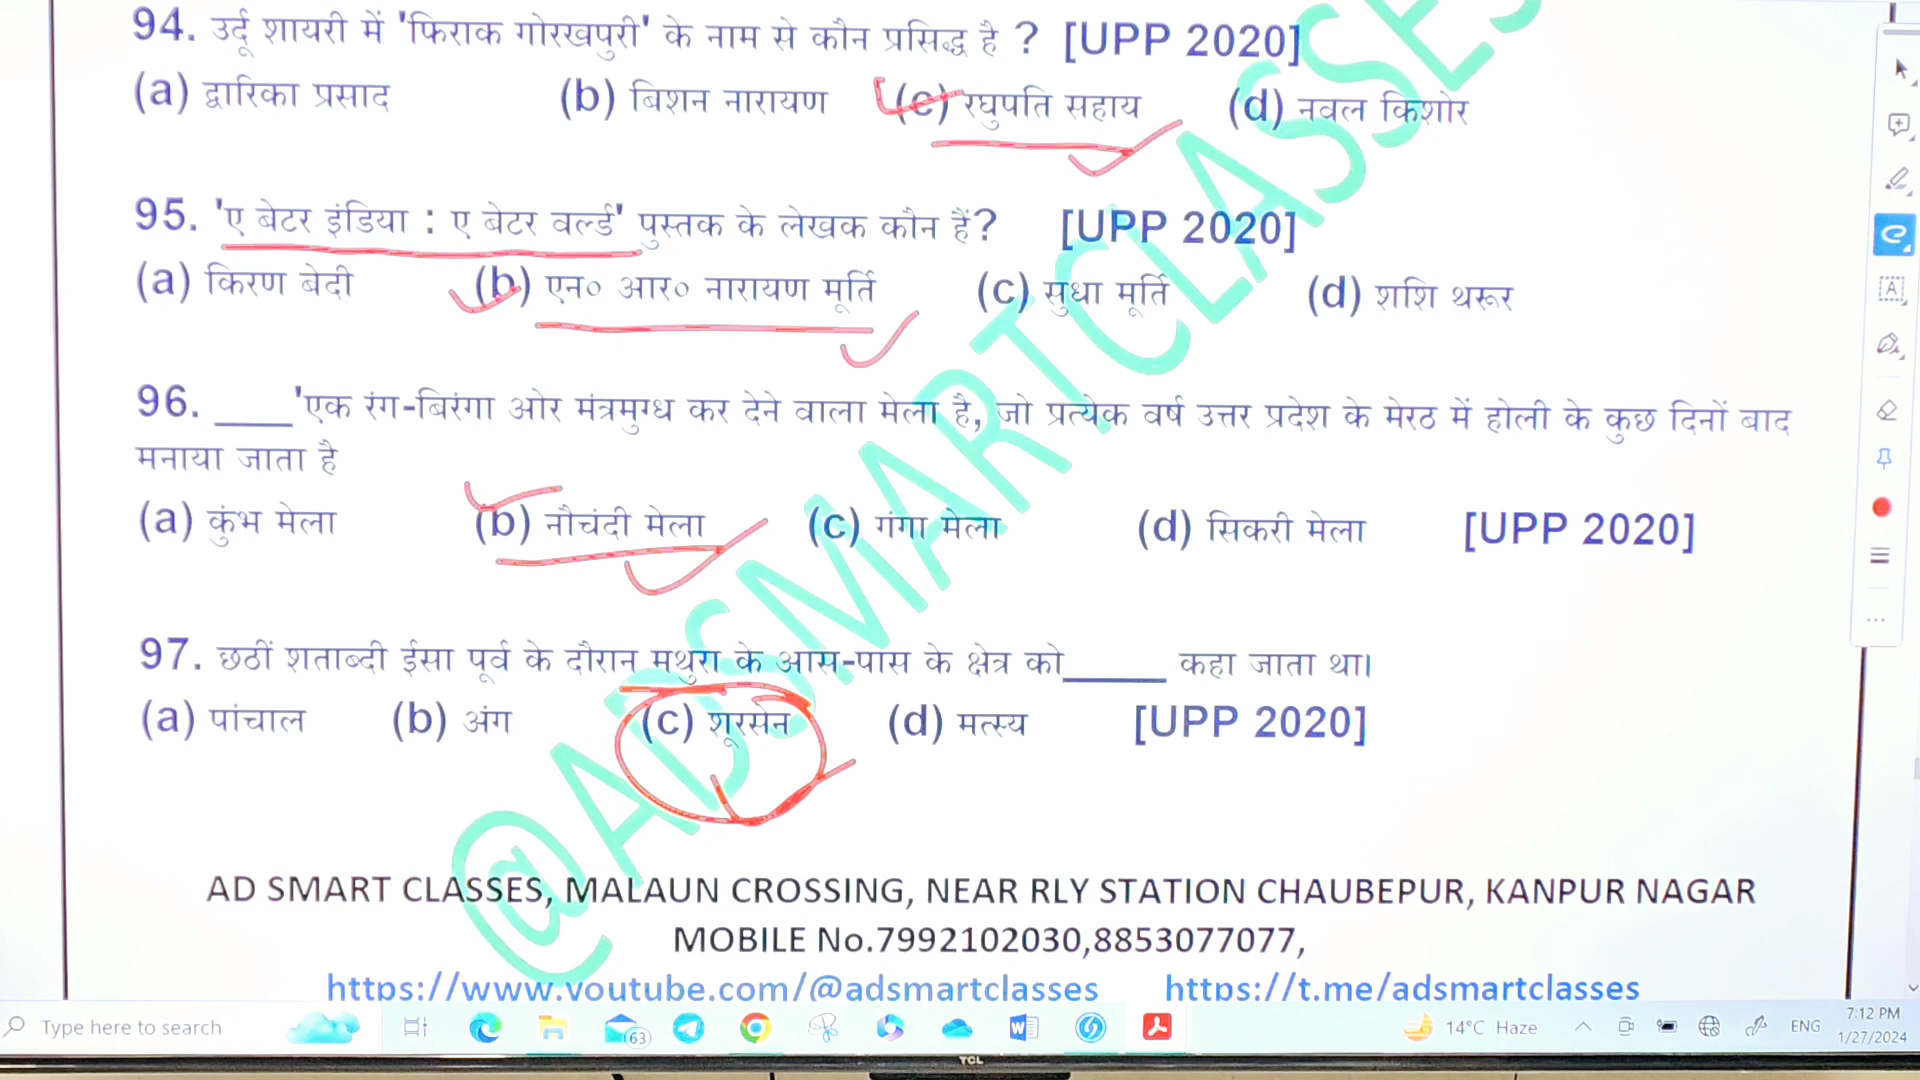 94. उर्दू शायरी में 'फिराक गोरखपुरी' के नाम से कौन प्रसिद्ध है ? [UPP 2020]
(a) द्वारिका प्रसाद (b) बिशन नारायण (c) रघुपति सहाय (d) नवल किशोर
95. 'ए बेटर इंडिया : ए बेटर वर्ल्ड' पुस्तक के लेखक कौन हैं? [UPP 2020]
(a) किरण बेदी (b) एन० आर० नारायण मूर्ति (c) सुधा मूर्ति (d) शशि थरूर
96. ____ 'एक रंग-बिरंगा ओर मंत्रमुग्ध कर देने वाला मेला है, जो प्रत्येक वर्ष उत्तर प्रदेश के मेरठ में होली के कुछ दिनों बाद
मनाया जाता है
(a) कुंभ मेला (b) नौचंदी मेला (c) गंगा मेला (d) सिकरी मेला [UPP 2020]
97. छठीं शताब्दी ईसा पूर्व के दौरान मथुरा के आस-पास के क्षेत्र को_____ कहा जाता था।
(a) पांचाल (b) अंग (c) शूरसेन (d) मत्स्य [UPP 2020]
@ADSMARTCLASSES
AD SMART CLASSES, MALAUN CROSSING, NEAR RLY STATION CHAUBEPUR, KANPUR NAGAR
MOBILE No.7992102030,8853077077,
https://www.youtube.com/@adsmartclasses https://t.me/adsmartclasses
Type here to search 63 14°C Haze ENG 7:12 PM
1/27/2024
TCL